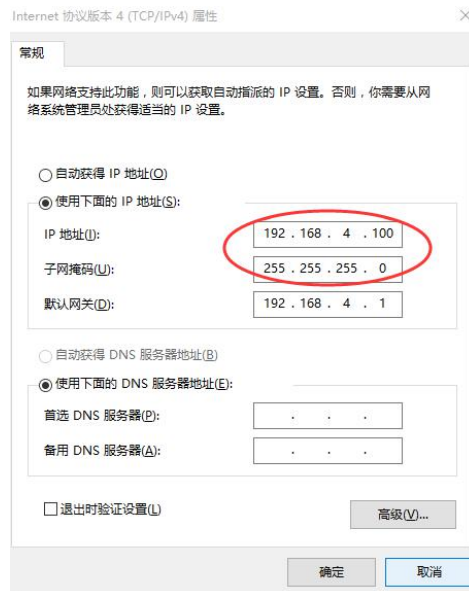 Internet 协议版本 4 (TCP/IPv4) 属性
常规
如果网络支持此功能，则可以获取自动指派的 IP 设置。否则，你需要从网
络系统管理员处获得适当的 IP 设置。
自动获得 IP 地址(O)
使用下面的 IP 地址(S):
IP 地址(I): 192 . 168 . 4 . 100
子网掩码(U): 255 . 255 . 255 . 0
默认网关(D): 192 . 168 . 4 . 1
自动获得 DNS 服务器地址(B)
使用下面的 DNS 服务器地址(E):
首选 DNS 服务器(P): . . .
备用 DNS 服务器(A): . . .
退出时验证设置(L)
高级(V)...
确定 取消